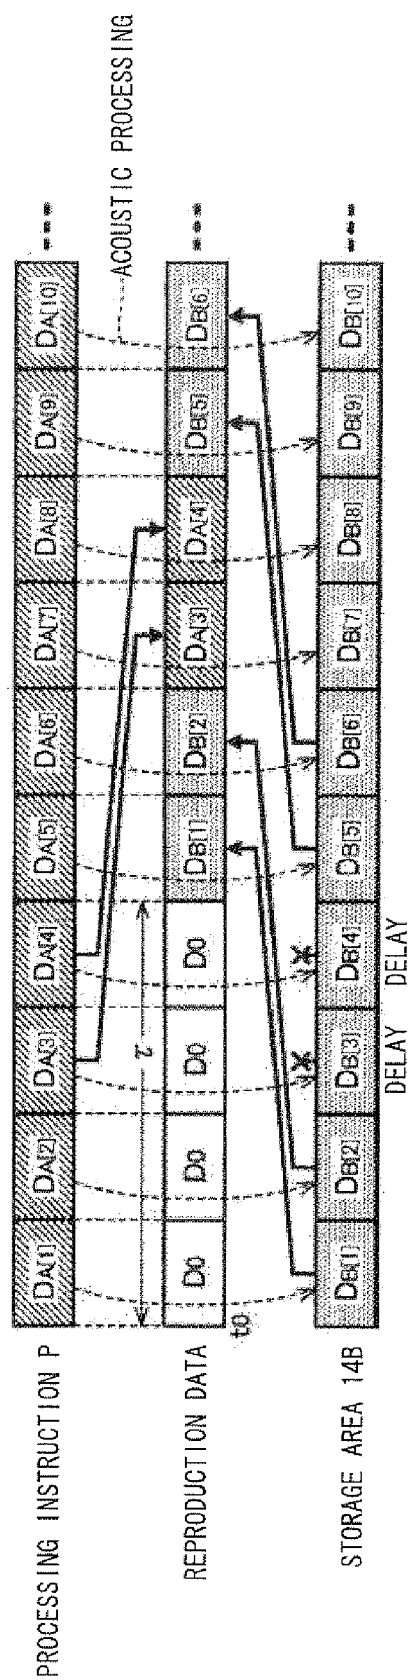 PROCESSING INSTRUCTION P
DA[1] DA[2] DA[3] DA[4] DA[5] DA[6] DA[7] DA[8] DA[9] DA[10]
ACOUSTIC PROCESSING
REPRODUCTION DATA
D0 D0 D0 D0 DB[1] DB[2] DA[3] DA[4] DB[5] DB[6]
t0
STORAGE AREA 14B
DB[1] DB[2] DB[3] DB[4] DB[5] DB[6] DB[7] DB[8] DB[9] DB[10]
DELAY DELAY